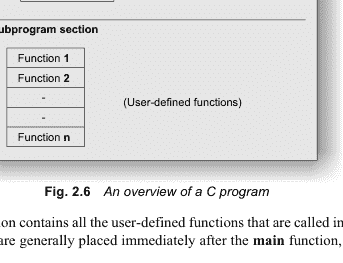 ubprogram section
Function 1
Function 2
-
-
Function n
(User-defined functions)
Fig. 2.6 An overview of a C program
ion contains all the user-defined functions that are called in
are generally placed immediately after the main function,